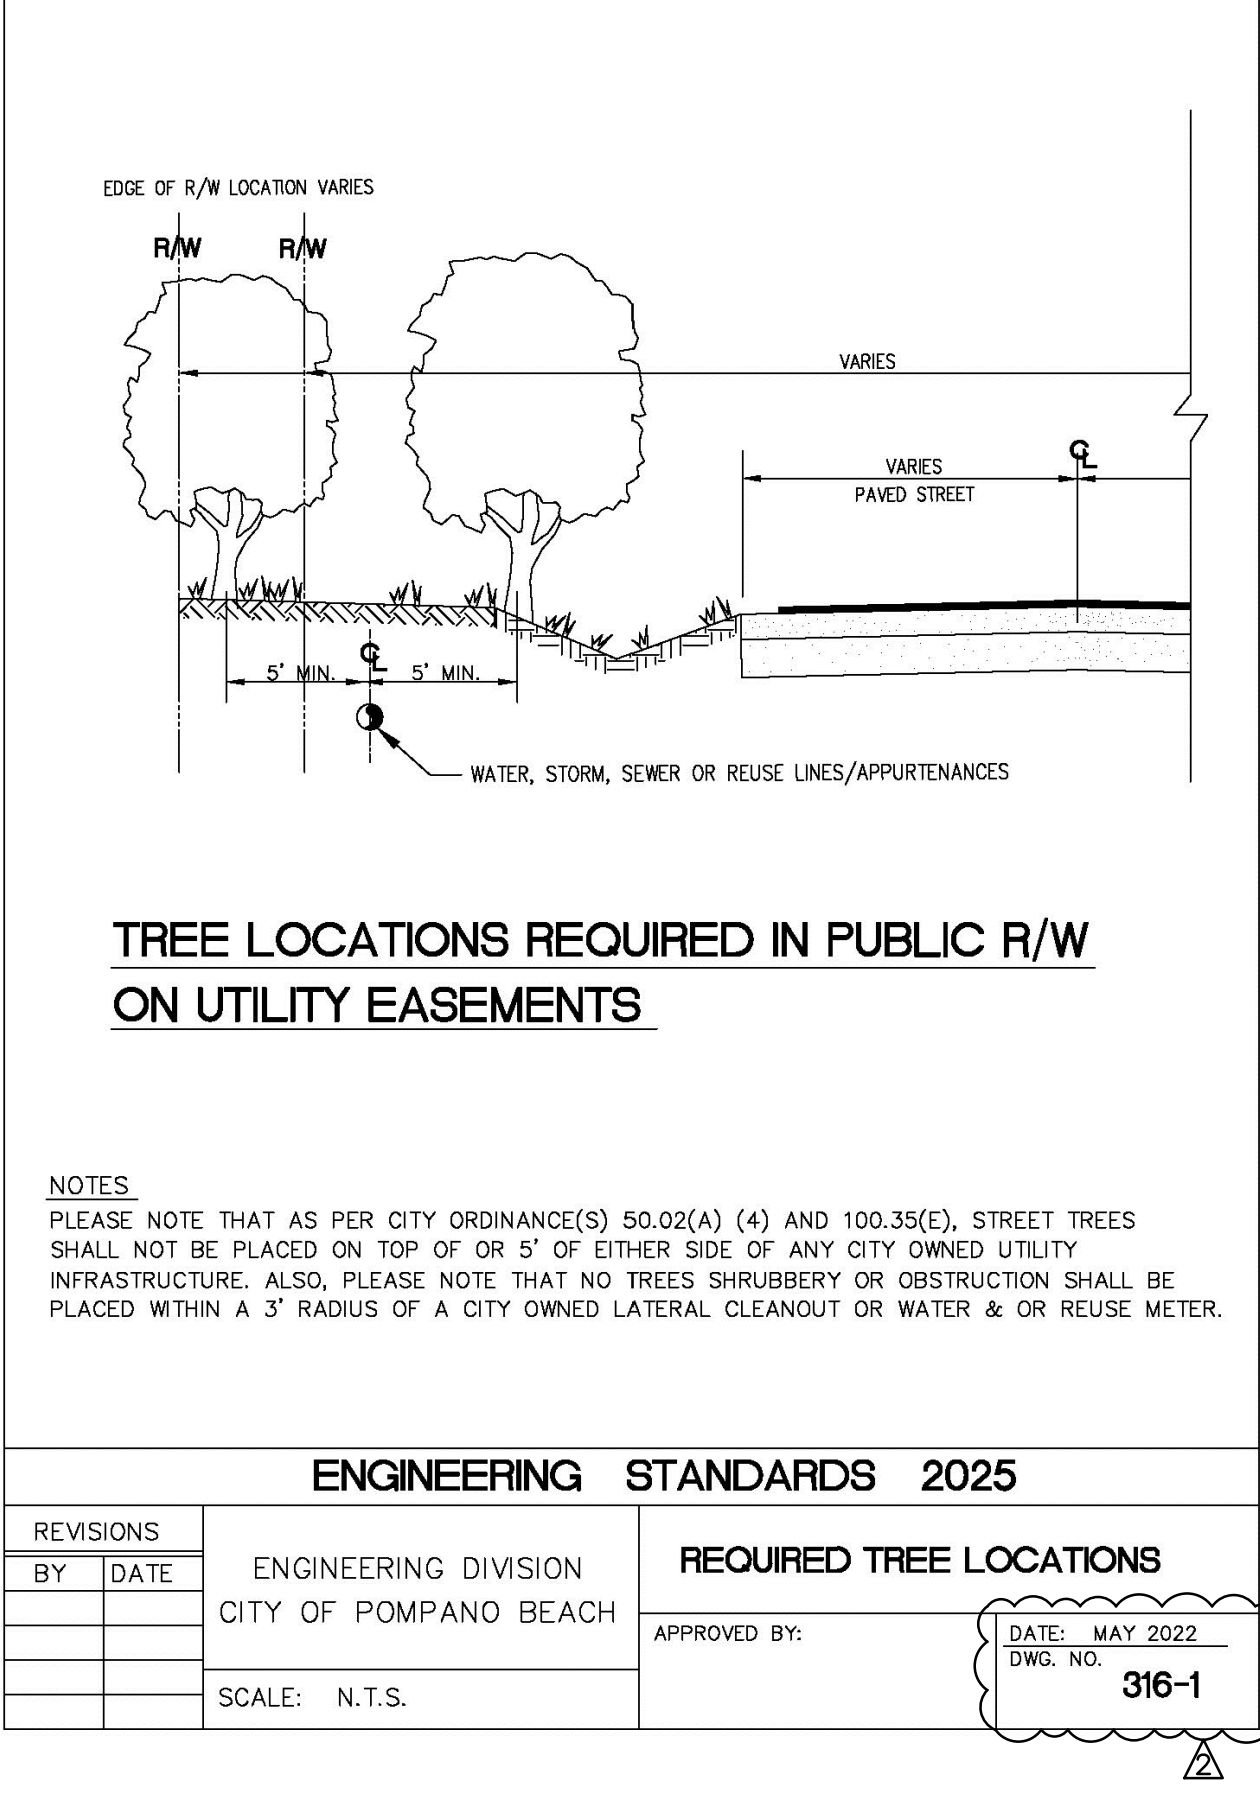 EDGE OF R/W LOCATION VARIES
R/W R/W
VARIES
CL
VARIES
PAVED STREET
CL
5' MIN. 5' MIN.
WATER, STORM, SEWER OR REUSE LINES/APPURTENANCES
TREE LOCATIONS REQUIRED IN PUBLIC R/W
ON UTILITY EASEMENTS
NOTES
PLEASE NOTE THAT AS PER CITY ORDINANCE(S) 50.02(A) (4) AND 100.35(E), STREET TREES
SHALL NOT BE PLACED ON TOP OF OR 5' OF EITHER SIDE OF ANY CITY OWNED UTILITY
INFRASTRUCTURE. ALSO, PLEASE NOTE THAT NO TREES SHRUBBERY OR OBSTRUCTION SHALL BE
PLACED WITHIN A 3' RADIUS OF A CITY OWNED LATERAL CLEANOUT OR WATER & OR REUSE METER.
ENGINEERING STANDARDS 2025
REVISIONS
BY DATE
ENGINEERING DIVISION
CITY OF POMPANO BEACH
SCALE: N.T.S.
REQUIRED TREE LOCATIONS
APPROVED BY:
DATE: MAY 2022
DWG. NO.
316-1
2